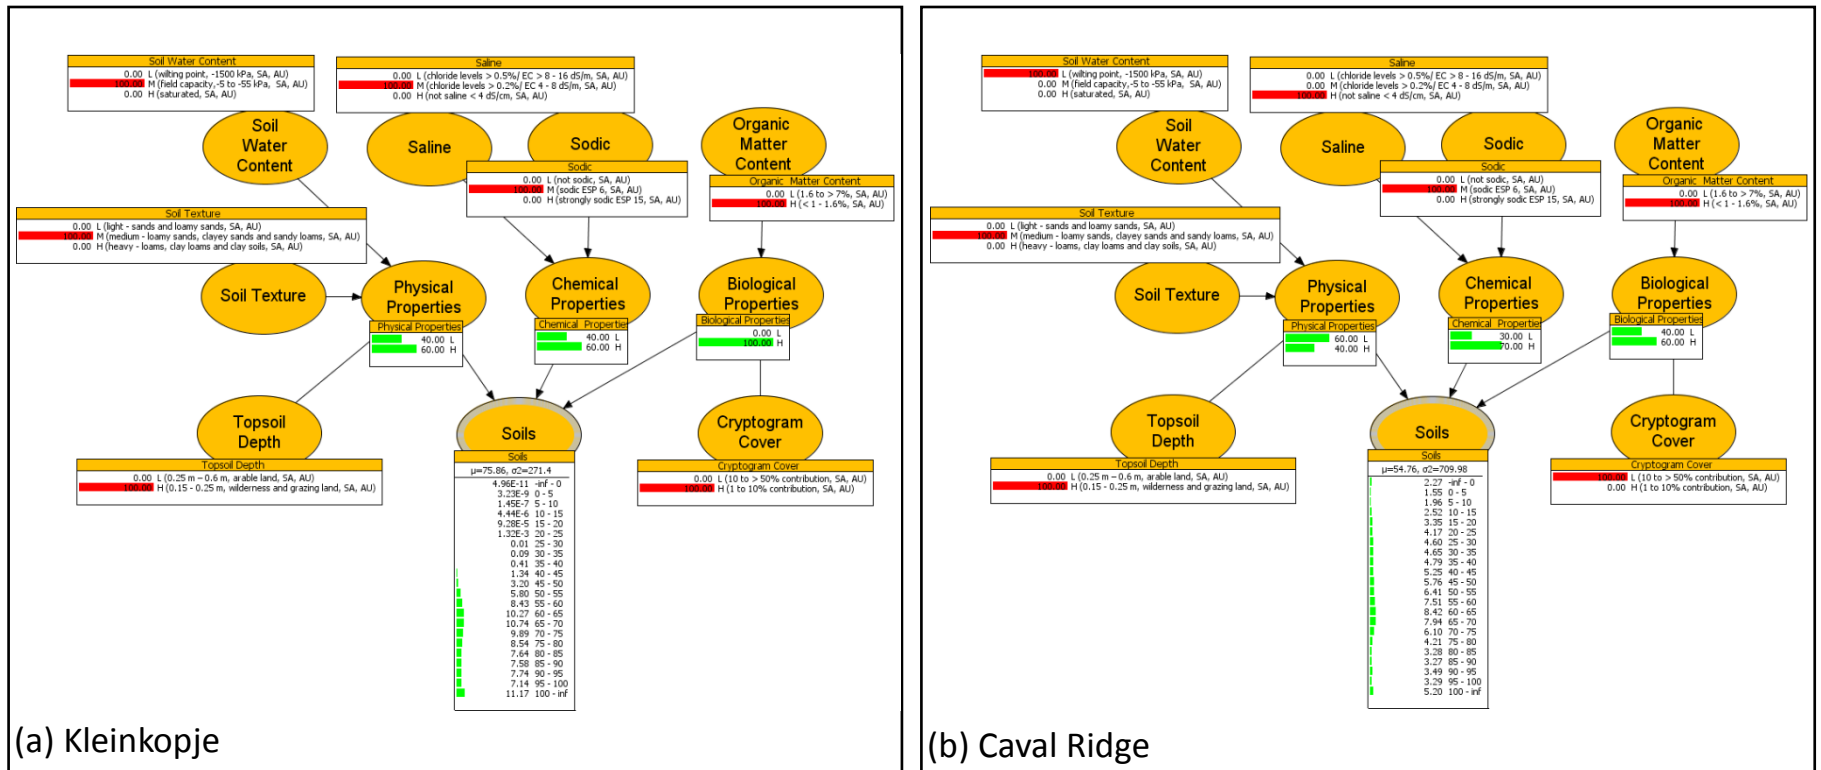 Soil Water Content
0.00 L (wilting point, -1500 kPa, SA, AU)
100.00 M (field capacity,-5 to -55 kPa, SA, AU)
0.00 H (saturated, SA, AU)
Saline
0.00 L (chloride levels > 0.5%/ EC > 8 - 16 dS/m, SA, AU)
100.00 M (chloride levels > 0.2%/ EC 4 - 8 dS/m, SA, AU)
0.00 H (not saline < 4 dS/cm, SA, AU)
Soil
Water
Content
Saline
Sodic
Organic
Matter
Content
Sodic
0.00 L (not sodic, SA, AU)
100.00 M (sodic ESP 6, SA, AU)
0.00 H (strongly sodic ESP 15, SA, AU)
Organic Matter Content
0.00 L (1.6 to > 7%, SA, AU)
100.00 H (< 1 - 1.6%, SA, AU)
Soil Texture
0.00 L (light - sands and loamy sands, SA, AU)
100.00 M (medium - loamy sands, clayey sands and sandy loams, SA, AU)
0.00 H (heavy - loams, clay loams and clay soils, SA, AU)
Soil Texture
Physical
Properties
Chemical
Properties
Biological
Properties
Physical Properties
40.00 L
60.00 H
Chemical Properties
40.00 L
60.00 H
Biological Properties
0.00 L
100.00 H
Topsoil
Depth
Soils
Cryptogram
Cover
Topsoil Depth
0.00 L (0.25 m – 0.6 m, arable land, SA, AU)
100.00 H (0.15 - 0.25 m, wilderness and grazing land, SA, AU)
Soils
μ=75.86, σ2=271.4
4.96E-11 -inf - 0
3.23E-9 0 - 5
1.45E-7 5 - 10
4.44E-6 10 - 15
9.28E-5 15 - 20
1.32E-3 20 - 25
0.01 25 - 30
0.09 30 - 35
0.41 35 - 40
1.34 40 - 45
3.20 45 - 50
5.80 50 - 55
8.43 55 - 60
10.27 60 - 65
10.74 65 - 70
9.89 70 - 75
8.54 75 - 80
7.64 80 - 85
7.58 85 - 90
7.74 90 - 95
7.14 95 - 100
11.17 100 - inf
Cryptogram Cover
0.00 L (10 to > 50% contribution, SA, AU)
100.00 H (1 to 10% contribution, SA, AU)
(a) Kleinkopje
Soil Water Content
100.00 L (wilting point, -1500 kPa, SA, AU)
0.00 M (field capacity,-5 to -55 kPa, SA, AU)
0.00 H (saturated, SA, AU)
Saline
0.00 L (chloride levels > 0.5%/ EC > 8 - 16 dS/m, SA, AU)
0.00 M (chloride levels > 0.2%/ EC 4 - 8 dS/m, SA, AU)
100.00 H (not saline < 4 dS/cm, SA, AU)
Soil
Water
Content
Saline
Sodic
Organic
Matter
Content
Sodic
0.00 L (not sodic, SA, AU)
100.00 M (sodic ESP 6, SA, AU)
0.00 H (strongly sodic ESP 15, SA, AU)
Organic Matter Content
0.00 L (1.6 to > 7%, SA, AU)
100.00 H (< 1 - 1.6%, SA, AU)
Soil Texture
0.00 L (light - sands and loamy sands, SA, AU)
100.00 M (medium - loamy sands, clayey sands and sandy loams, SA, AU)
0.00 H (heavy - loams, clay loams and clay soils, SA, AU)
Soil Texture
Physical
Properties
Chemical
Properties
Biological
Properties
Physical Properties
60.00 L
40.00 H
Chemical Properties
30.00 L
70.00 H
Biological Properties
40.00 L
60.00 H
Topsoil
Depth
Soils
Cryptogram
Cover
Topsoil Depth
0.00 L (0.25 m – 0.6 m, arable land, SA, AU)
100.00 H (0.15 - 0.25 m, wilderness and grazing land, SA, AU)
Soils
μ=54.76, σ2=709.98
2.27 -inf - 0
1.55 0 - 5
1.96 5 - 10
2.52 10 - 15
3.35 15 - 20
4.17 20 - 25
4.60 25 - 30
4.65 30 - 35
4.79 35 - 40
5.25 40 - 45
5.76 45 - 50
6.41 50 - 55
7.51 55 - 60
8.42 60 - 65
7.94 65 - 70
6.10 70 - 75
4.21 75 - 80
3.28 80 - 85
3.27 85 - 90
3.49 90 - 95
3.29 95 - 100
5.20 100 - inf
Cryptogram Cover
100.00 L (10 to > 50% contribution, SA, AU)
0.00 H (1 to 10% contribution, SA, AU)
(b) Caval Ridge